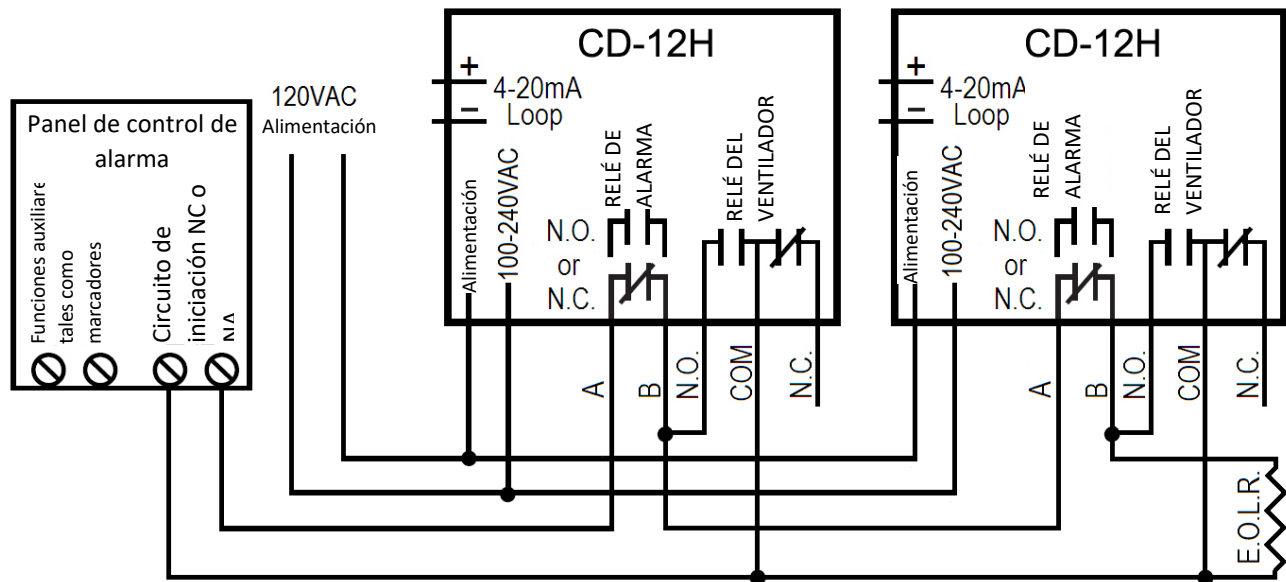 Panel de control de
alarma
Funciones auxiliare
tales como
marcadores
Circuito de
iniciación NC o
NA
120VAC
Alimentación
CD-12H
+
4-20mA
-
Loop
Alimentación
100-240VAC
RELÉ DE
ALARMA
N.O.
or
N.C.
RELÉ DEL
VENTILADOR
A
B
N.O.
COM
N.C.
CD-12H
+
4-20mA
-
Loop
Alimentación
100-240VAC
RELÉ DE
ALARMA
N.O.
or
N.C.
RELÉ DEL
VENTILADOR
A
B
N.O.
COM
N.C.
E.O.L.R.